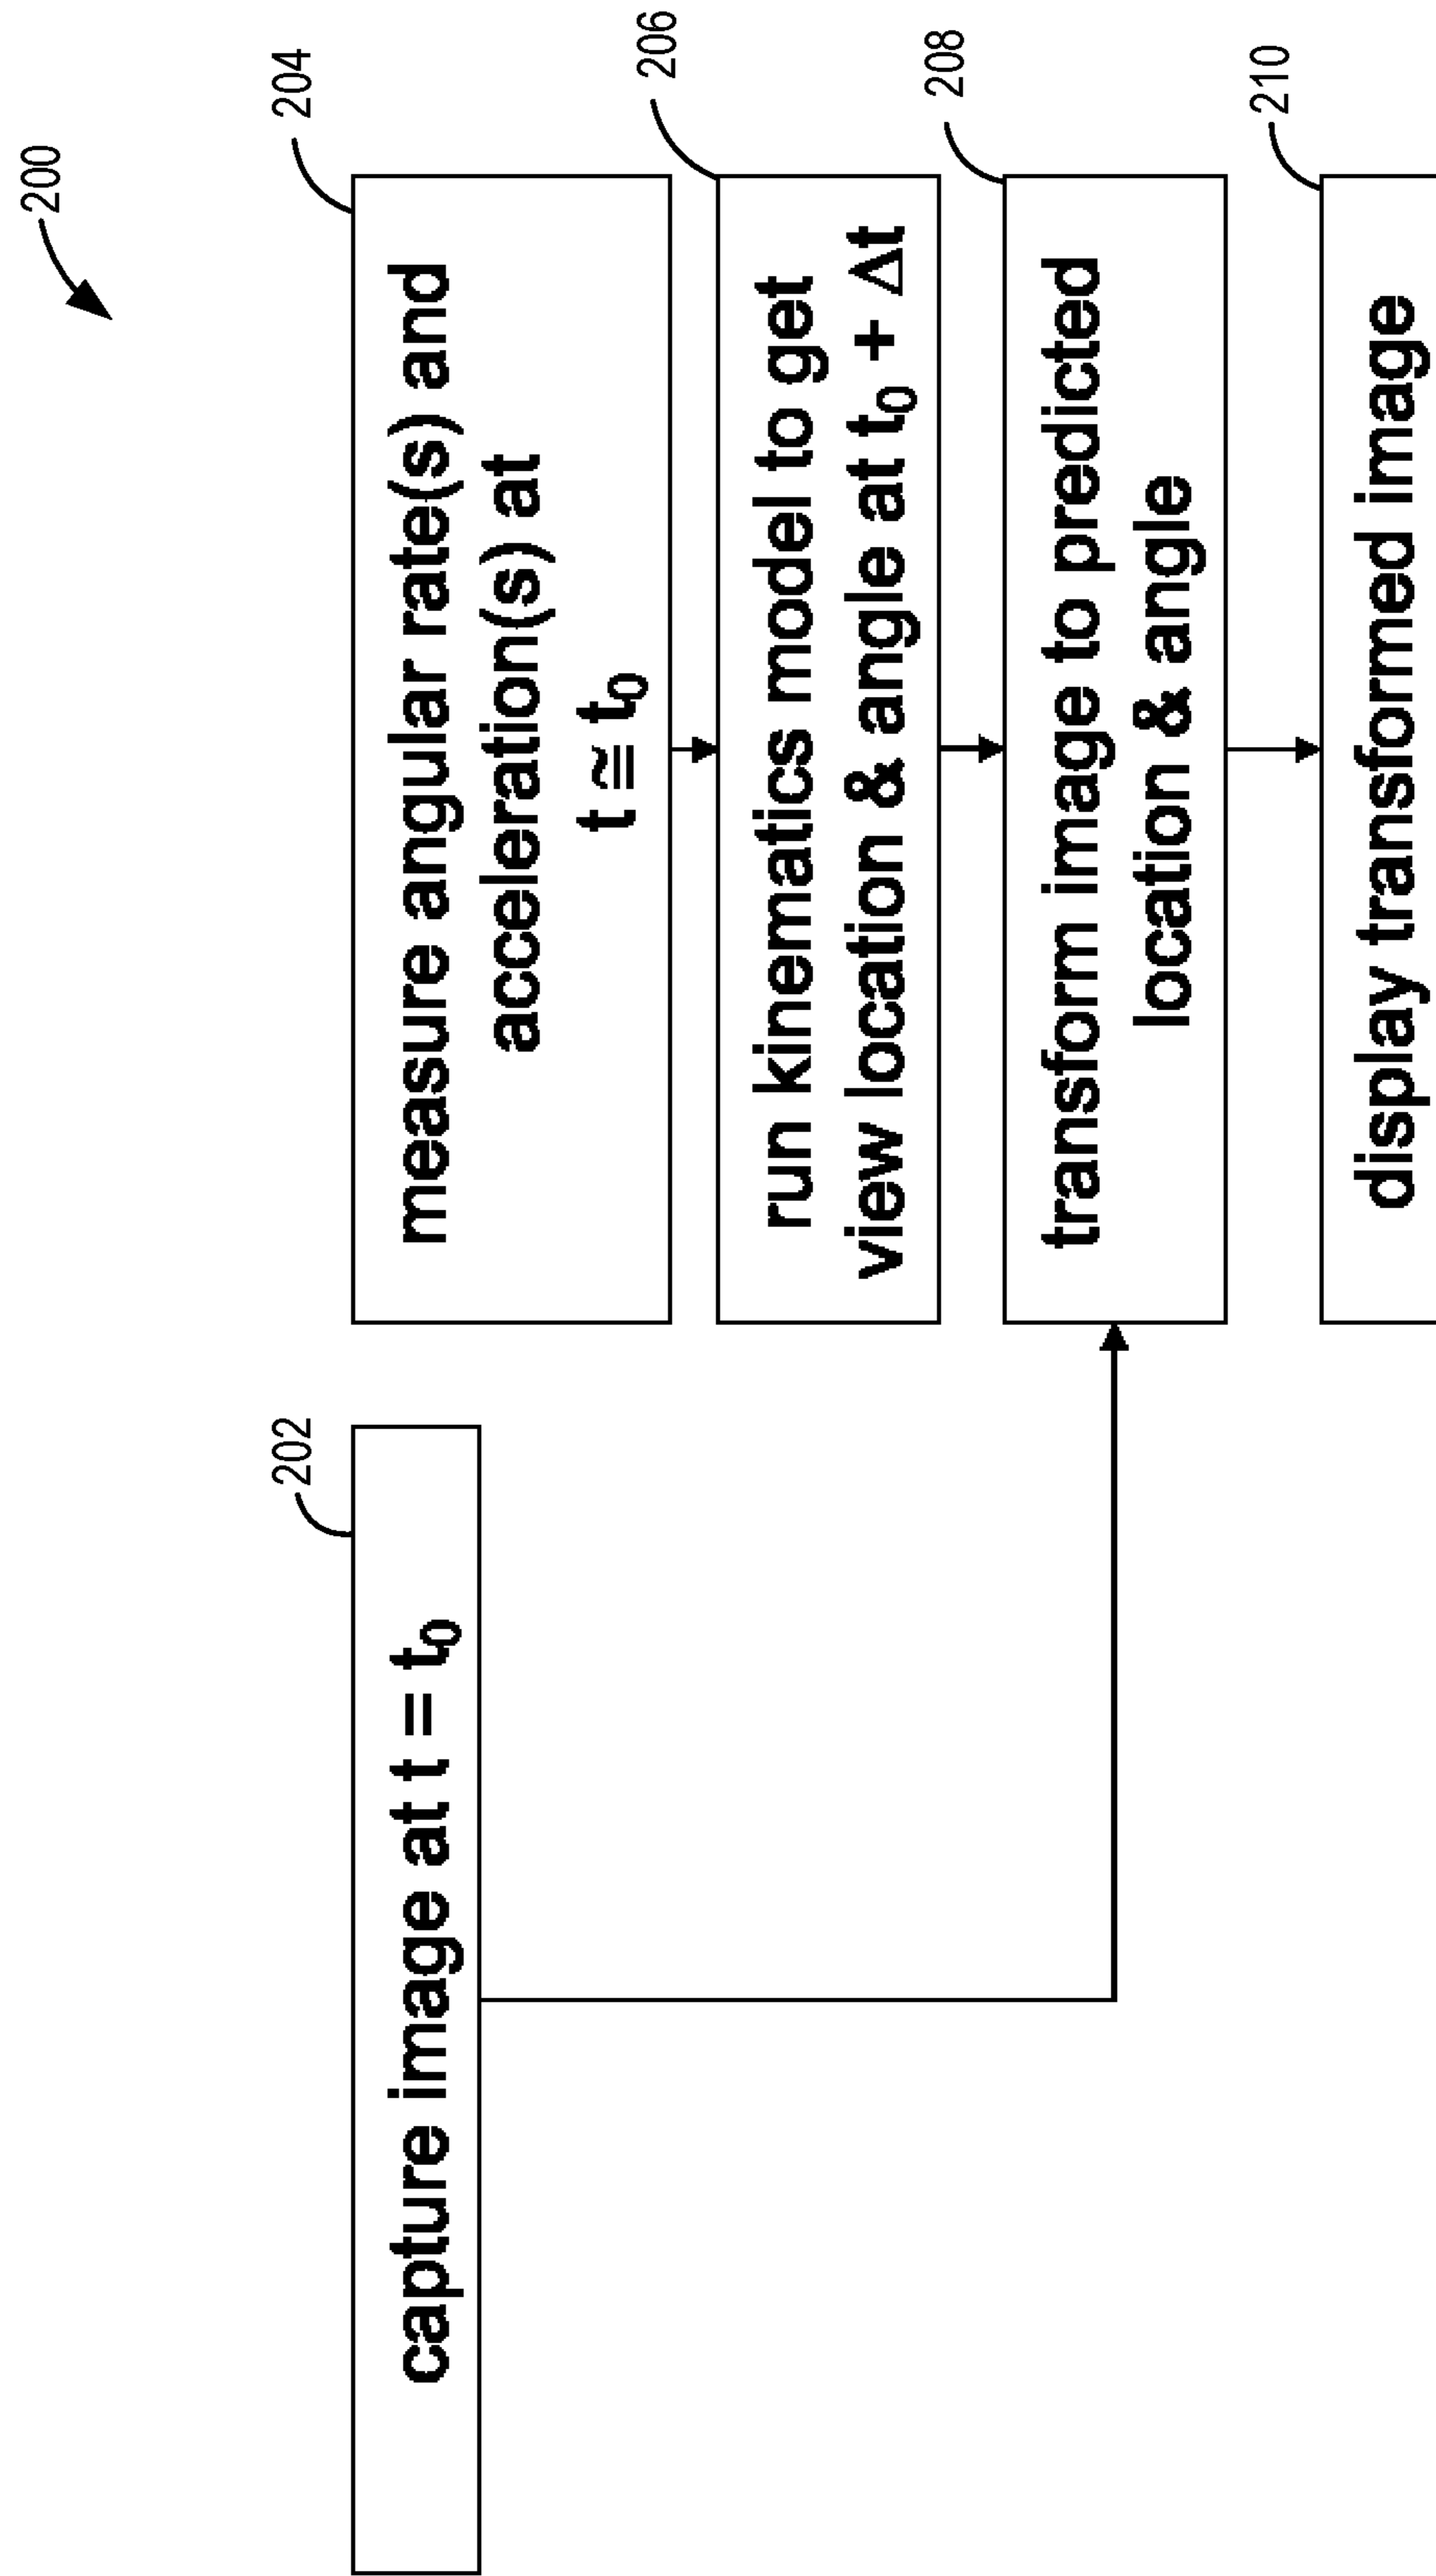 200
202
capture image at t = t₀
204
measure angular rate(s) and
acceleration(s) at
t ≅ t₀
206
run kinematics model to get
view location & angle at t₀ + Δt
208
transform image to predicted
location & angle
210
display transformed image